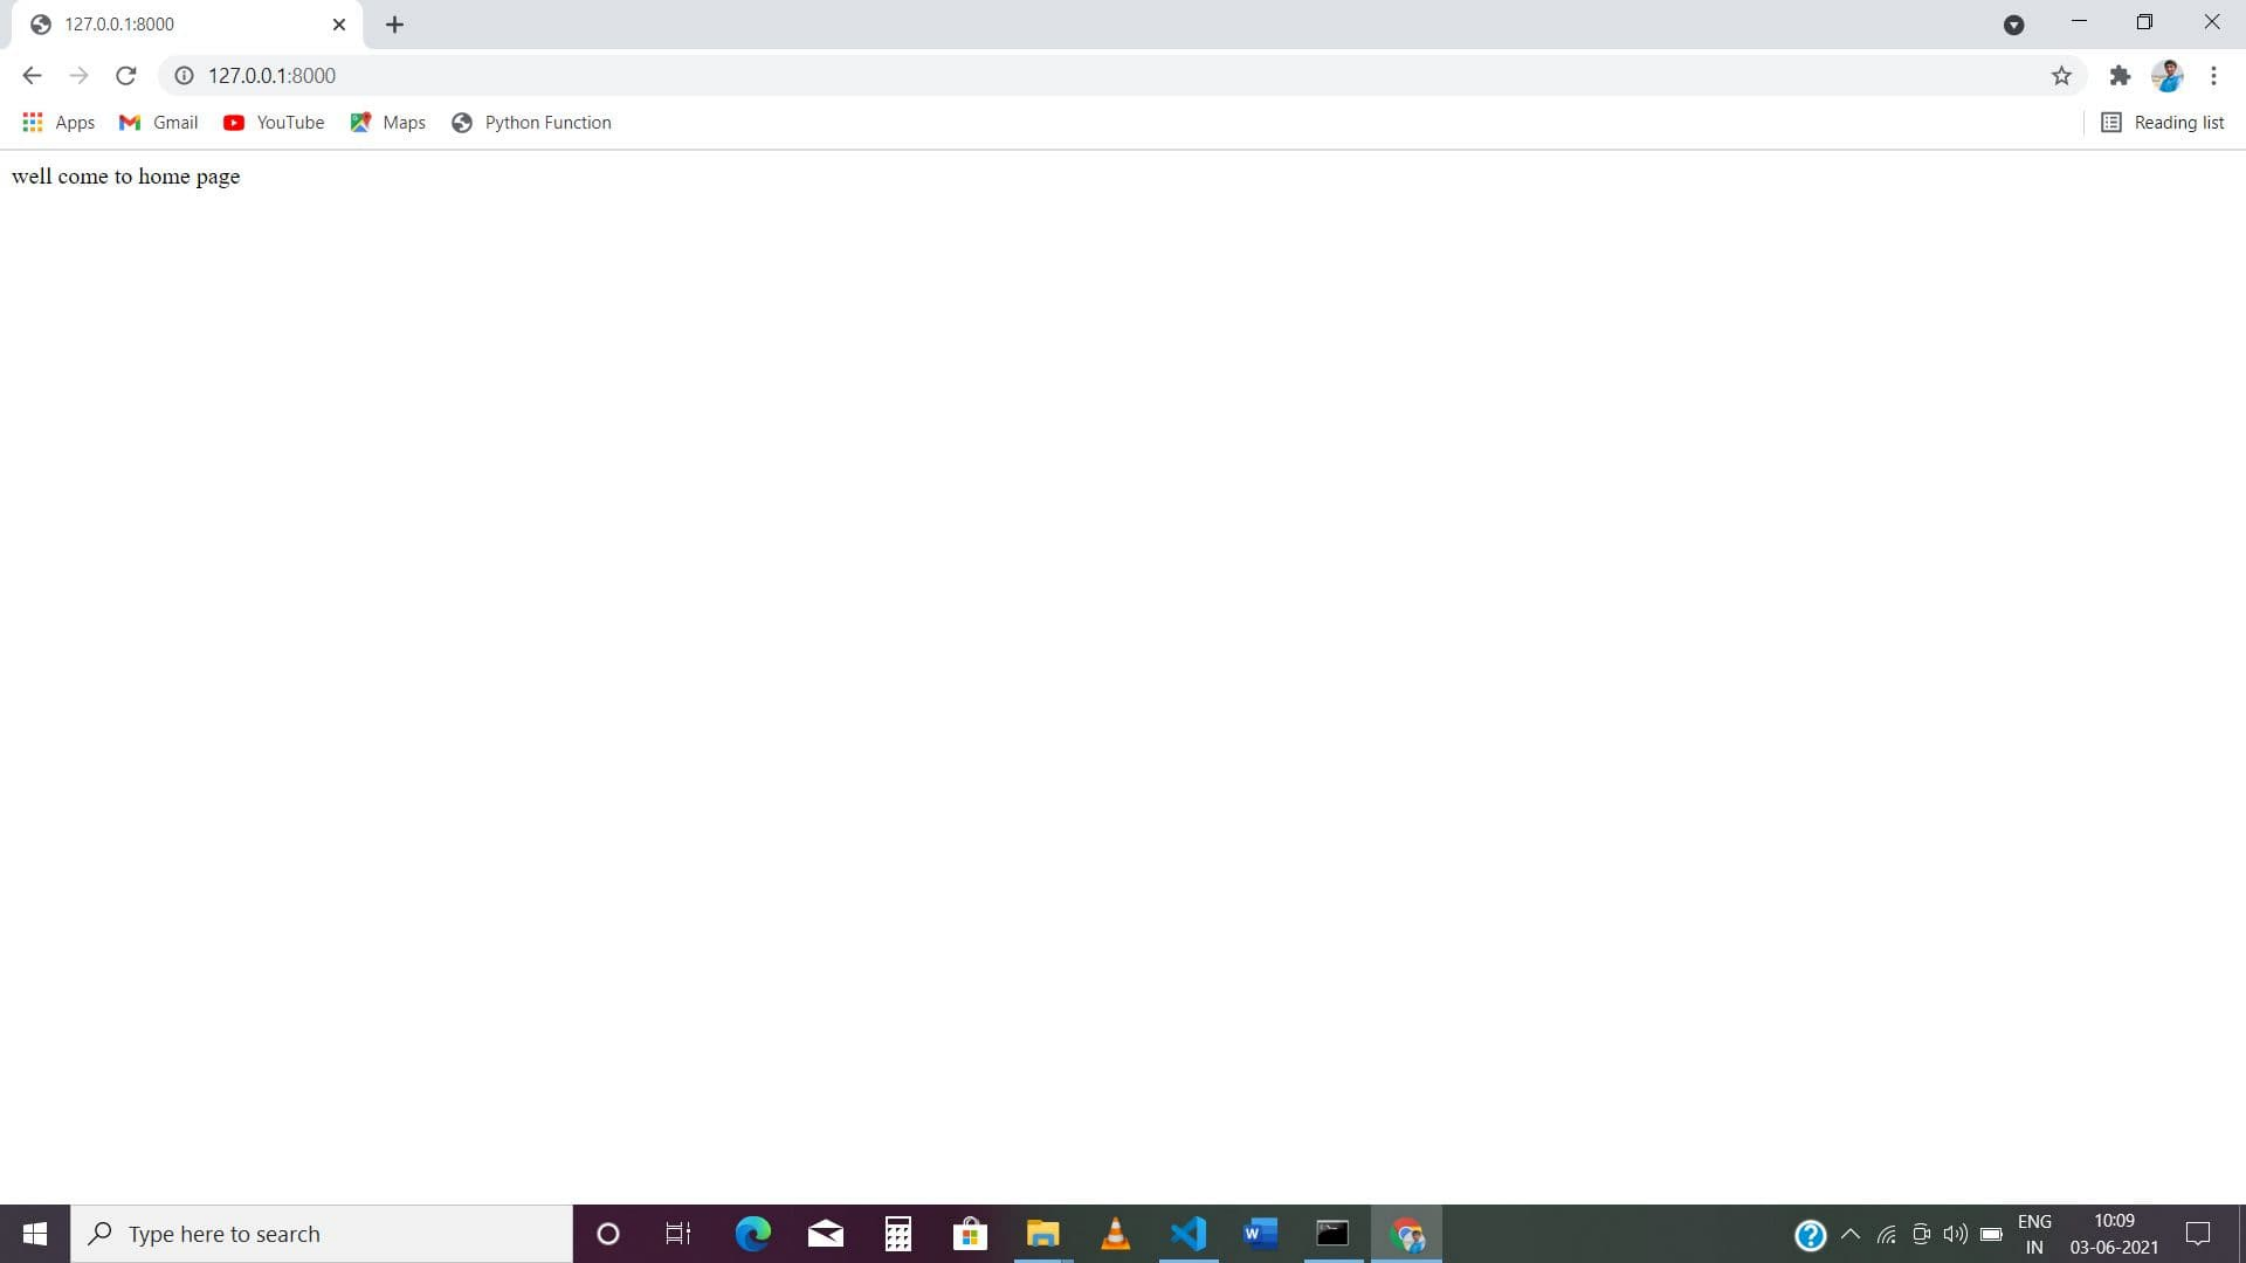 127.0.0.1:8000
127.0.0.1:8000
Apps Gmail YouTube Maps Python Function Reading list
well come to home page
Type here to search
ENG 10:09
IN 03-06-2021